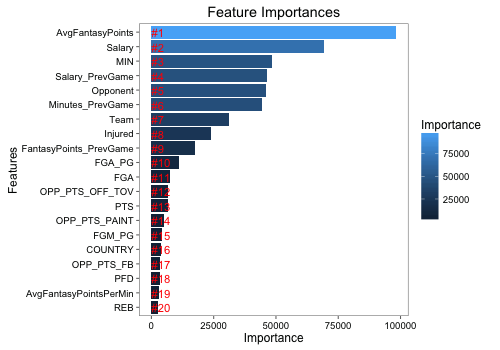 Feature Importances
AvgFantasyPoints #1
Salary #2
MIN #3
Salary_PrevGame #4
Opponent #5
Minutes_PrevGame #6
Team #7
Injured #8
FantasyPoints_PrevGame #9
FGA_PG #10
FGA #11
OPP_PTS_OFF_TOV #12
PTS #13
OPP_PTS_PAINT #14
FGM_PG #15
COUNTRY #16
OPP_PTS_FB #17
PFD #18
AvgFantasyPointsPerMin #19
REB #20
Features
0 25000 50000 75000 100000
Importance
Importance
75000
50000
25000